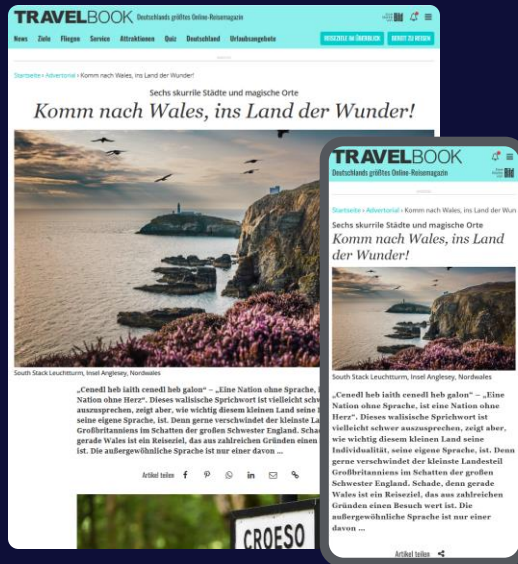 TRAVELBOOK Deutschlands größtes Online-Reisemagazin
BILD
News Ziele Fliegen Service Attraktionen Quiz Deutschland Urlaubsangebote
REISEZIELE IM ÜBERBLICK BEREIT ZU REISEN
Startseite › Advertorial › Komm nach Wales, ins Land der Wunder!
Sechs skurrile Städte und magische Orte
Komm nach Wales, ins Land der Wunder!
South Stack Leuchtturm, Insel Anglesey, Nordwales
„Cenedl heb iaith cenedl heb galon“ – „Eine Nation ohne Sprache,
Nation ohne Herz“. Dieses walisische Sprichwort ist vielleicht
auszusprechen, zeigt aber, wie wichtig diesem kleinen Land seine
seine eigene Sprache, ist. Denn gerne verschwindet der kleinste
Großbritanniens im Schatten der großen Schwester England.
gerade Wales ist ein Reiseziel, das aus zahlreichen Gründen einen
ist. Die außergewöhnliche Sprache ist nur einer davon ...
Artikel teilen
CROESO
TRAVELBOOK
Deutschlands größtes Online-Reisemagazin
BILD
Startseite › Advertorial › Komm nach Wales, ins Land der Wun
Sechs skurrile Städte und magische Orte
Komm nach Wales, ins Land
der Wunder!
South Stack Leuchtturm, Insel Anglesey, Nordwales
„Cenedl heb iaith cenedl heb galon“ – „Eine
Nation ohne Sprache, ist eine Nation ohne
Herz“. Dieses walisische Sprichwort ist
vielleicht schwer auszusprechen, zeigt aber,
wie wichtig diesem kleinen Land seine
Individualität, seine eigene Sprache, ist. Denn
gerne verschwindet der kleinste Landesteil
Großbritanniens im Schatten der großen
Schwester England. Schade, denn gerade
Wales ist ein Reiseziel, das aus zahlreichen
Gründen einen Besuch wert ist. Die
außergewöhnliche Sprache ist nur einer
davon ...
Artikel teilen